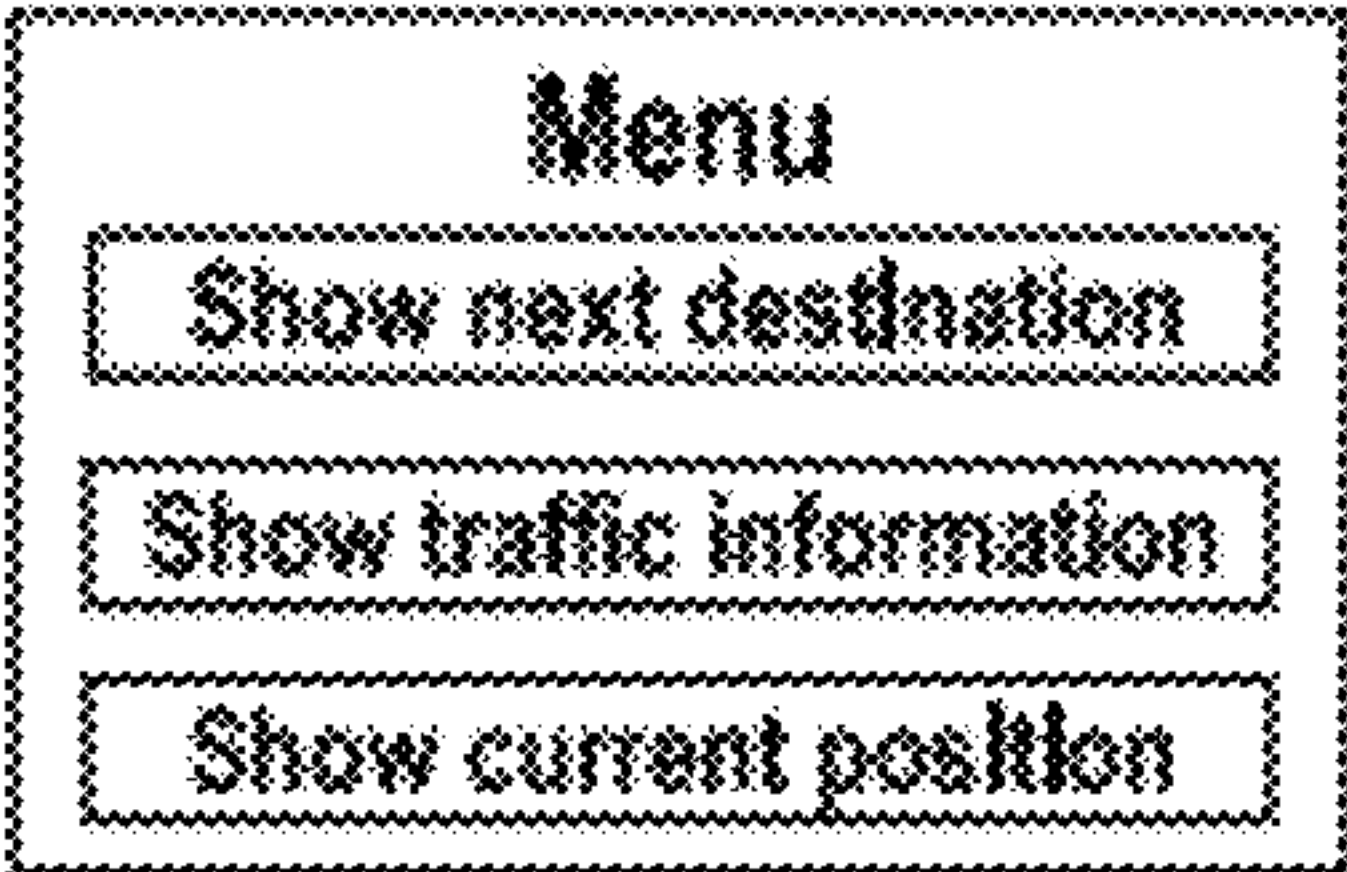 Menu
Show next destination
Show traffic information
Show current position